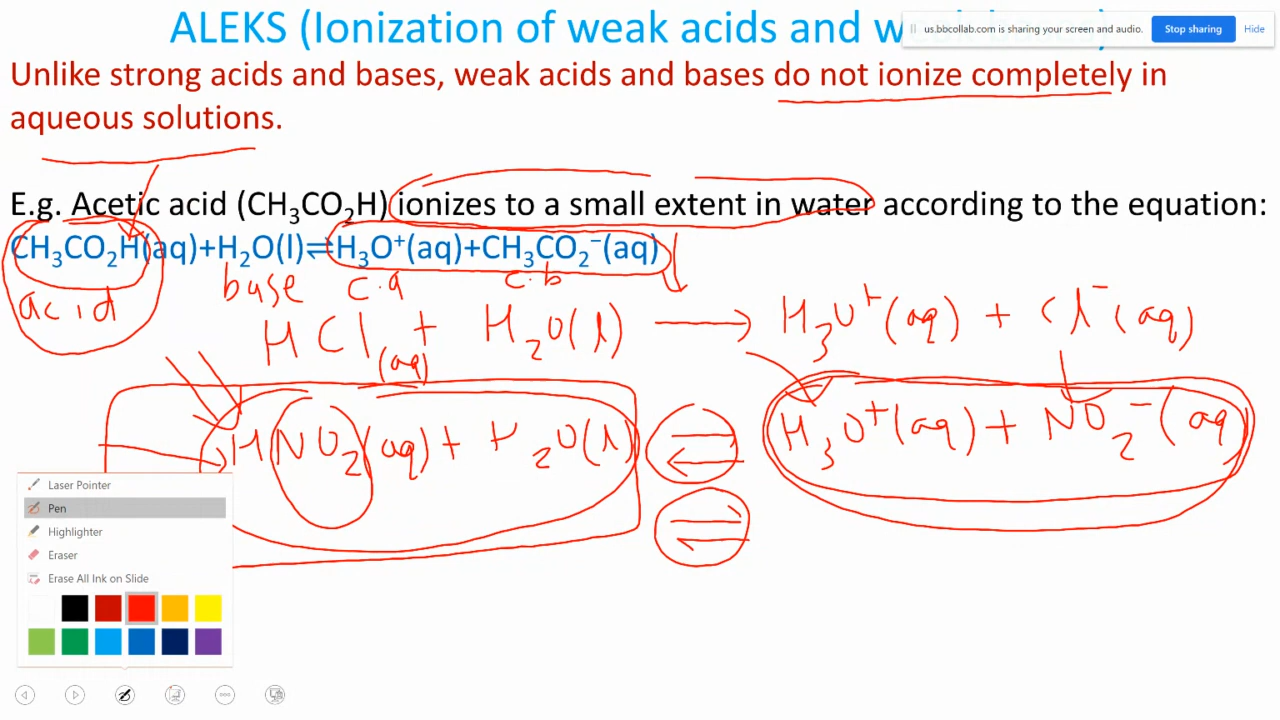 ALEKS (Ionization of weak acids and w
us.bbcollab.com is sharing your screen and audio. Stop sharing Hide
Unlike strong acids and bases, weak acids and bases do not ionize completely in
aqueous solutions.
E.g. Acetic acid (CH₃CO₂H) ionizes to a small extent in water according to the equation:
CH₃CO₂H(aq)+H₂O(l)⇌H₃O⁺(aq)+CH₃CO₂⁻(aq)
acid base c.a c.b
HCl(aq) + H₂O(l) → H₃O⁺(aq) + Cl⁻(aq)
HNO₂(aq) + H₂O(l) ⇌ H₃O⁺(aq) + NO₂⁻(aq
⇌
Laser Pointer
Pen
Highlighter
Eraser
Erase All Ink on Slide